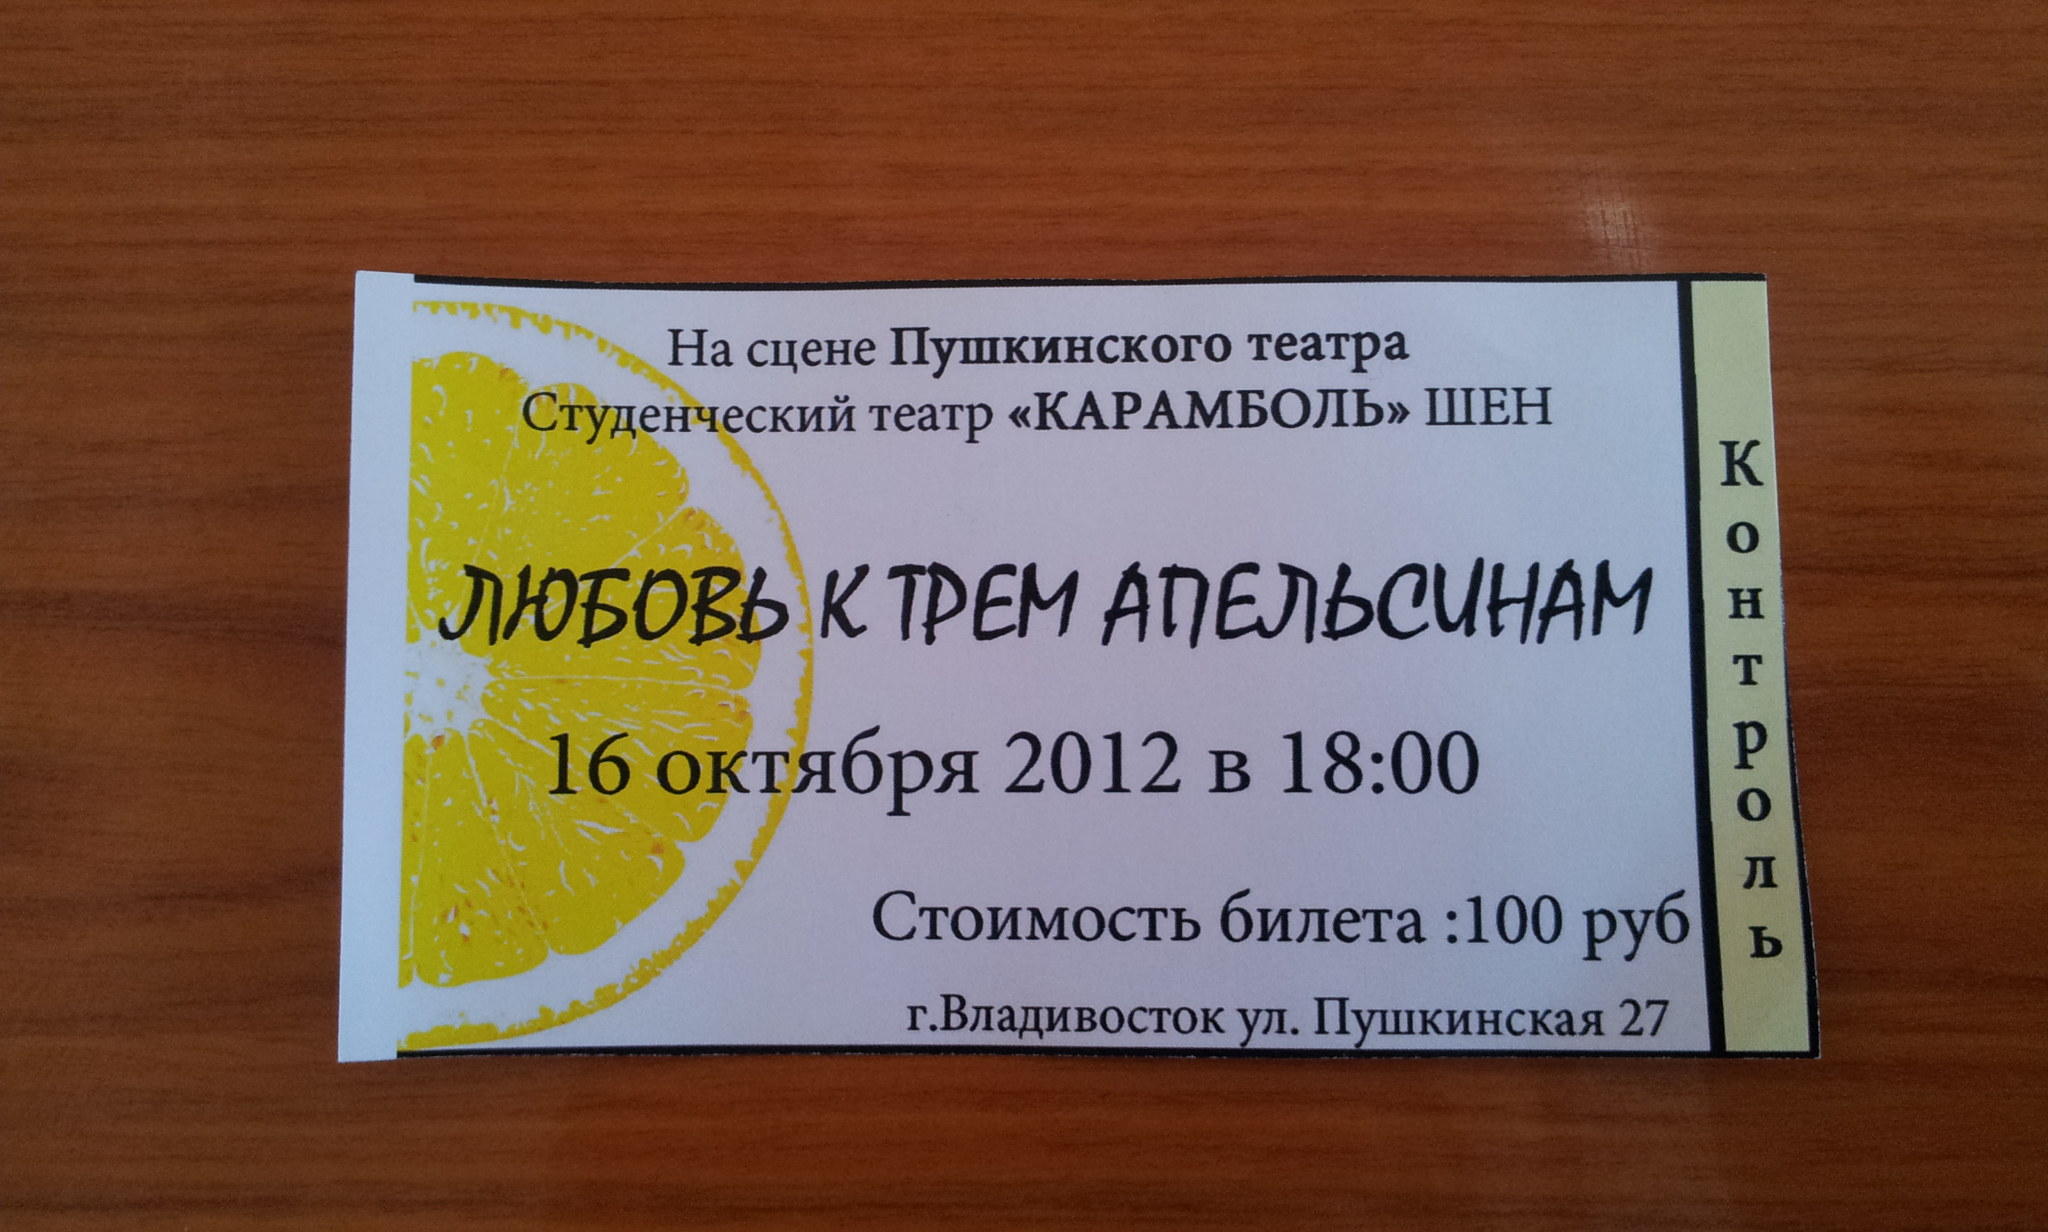 На сцене Пушкинского театра
Студенческий театр «КАРАМБОЛЬ» ШЕН
ЛЮБОВЬ К ТРЕМ АПЕЛЬСИНАМ
16 октября 2012 в 18:00
Стоимость билета :100 руб
г.Владивосток ул. Пушкинская 27
Контроль